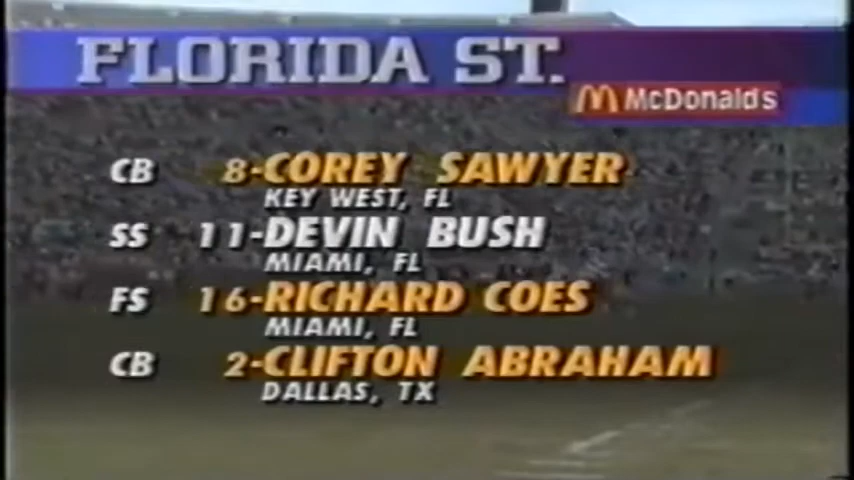 FLORIDA ST.
McDonald's
CB 8-COREY SAWYER
KEY WEST, FL
SS 11-DEVIN BUSH
MIAMI, FL
FS 16-RICHARD COES
MIAMI, FL
CB 2-CLIFTON ABRAHAM
DALLAS, TX